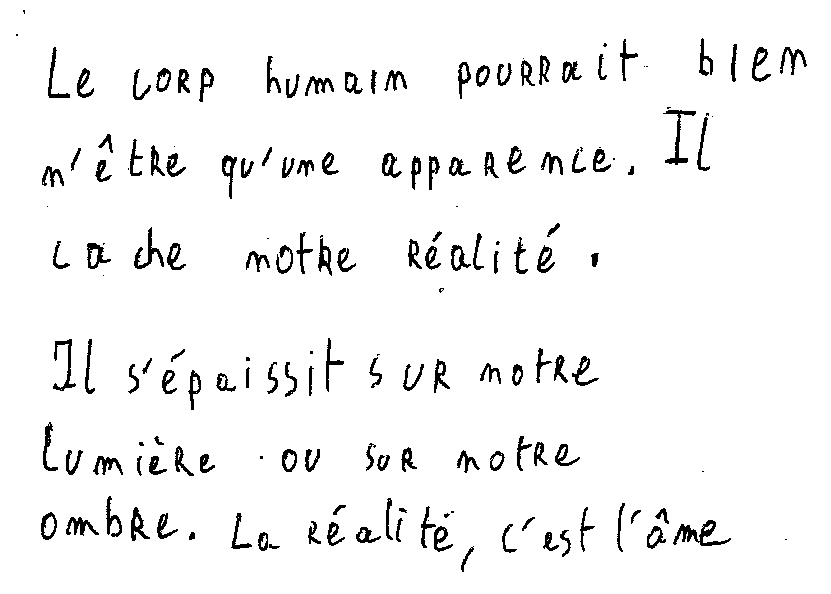 Le corp humain pourrait bien
n'être qu'une apparence. Il
cache notre réalité.
Il s'épaissit sur notre
lumière ou sur notre
ombre. La réalité, c'est l'âme